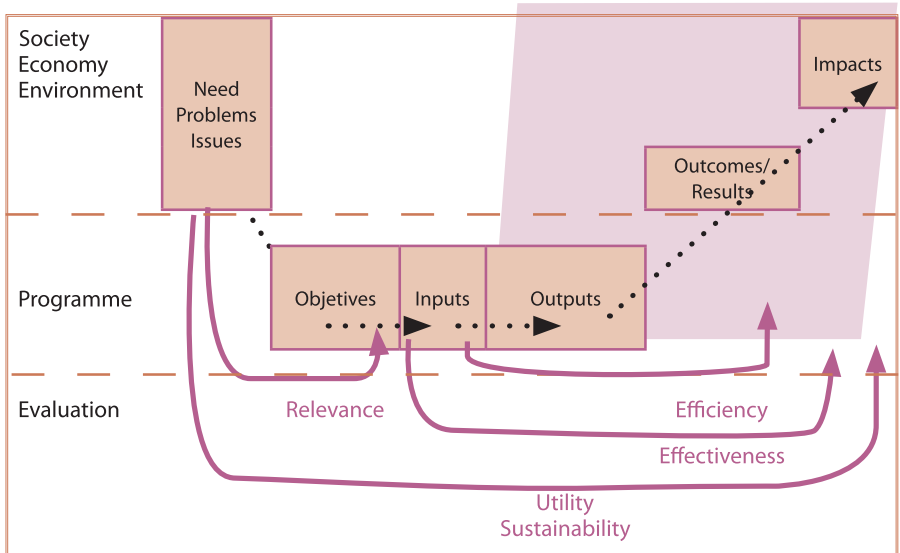 Society
Economy
Environment
Need
Problems
Issues
Impacts
Outcomes/
Results
Programme
Objetives
Inputs
Outputs
Evaluation
Relevance
Efficiency
Effectiveness
Utility
Sustainability